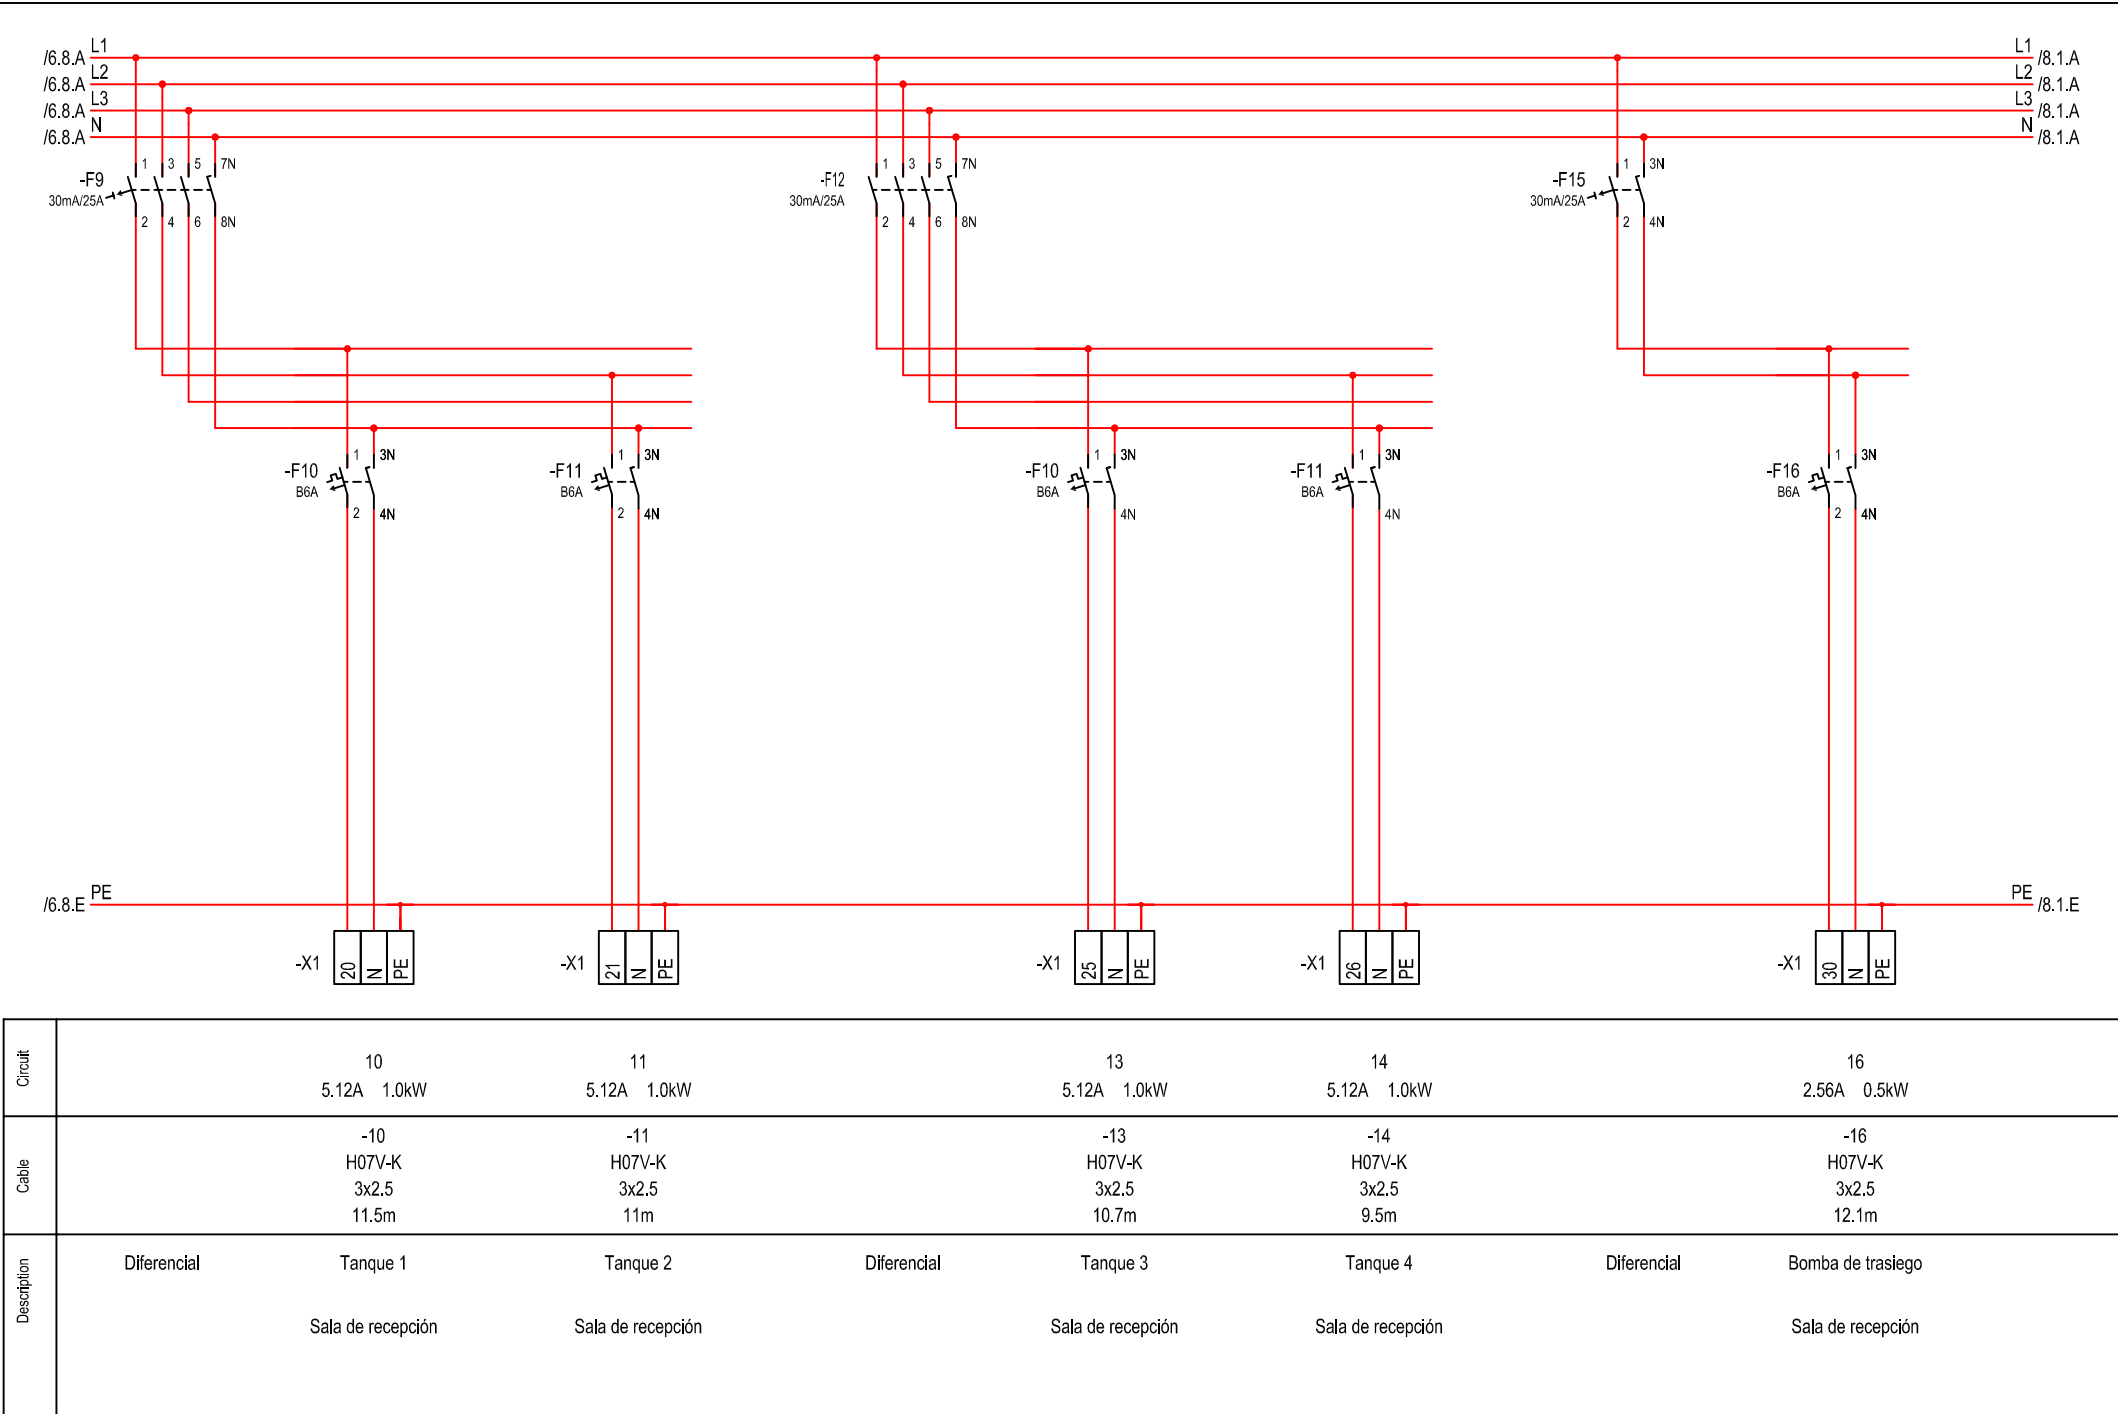 L1 L1
/6.8.A /8.1.A
L2 L2
/6.8.A /8.1.A
L3 L3
/6.8.A /8.1.A
N N
/6.8.A /8.1.A
1 3 5 7N 1 3 5 7N 1 3N
-F9 -F12 -F15
30mA/25A 30mA/25A 30mA/25A
2 4 6 8N 2 4 6 8N 2 4N
1 3N 1 3N 1 3N 1 3N 1 3N
-F10 -F11 -F10 -F11 -F16
B6A B6A B6A B6A B6A
2 4N 2 4N 4N 4N 2 4N
PE PE
/6.8.E /8.1.E
-X1 20 N PE -X1 21 N PE -X1 25 N PE -X1 26 N PE -X1 30 N PE
Circuit
10 11 13 14 16
5.12A 1.0kW 5.12A 1.0kW 5.12A 1.0kW 5.12A 1.0kW 2.56A 0.5kW
Cable
-10 -11 -13 -14 -16
H07V-K H07V-K H07V-K H07V-K H07V-K
3x2.5 3x2.5 3x2.5 3x2.5 3x2.5
11.5m 11m 10.7m 9.5m 12.1m
Description
Diferencial Tanque 1 Tanque 2 Diferencial Tanque 3 Tanque 4 Diferencial Bomba de trasiego
Sala de recepción Sala de recepción Sala de recepción Sala de recepción Sala de recepción